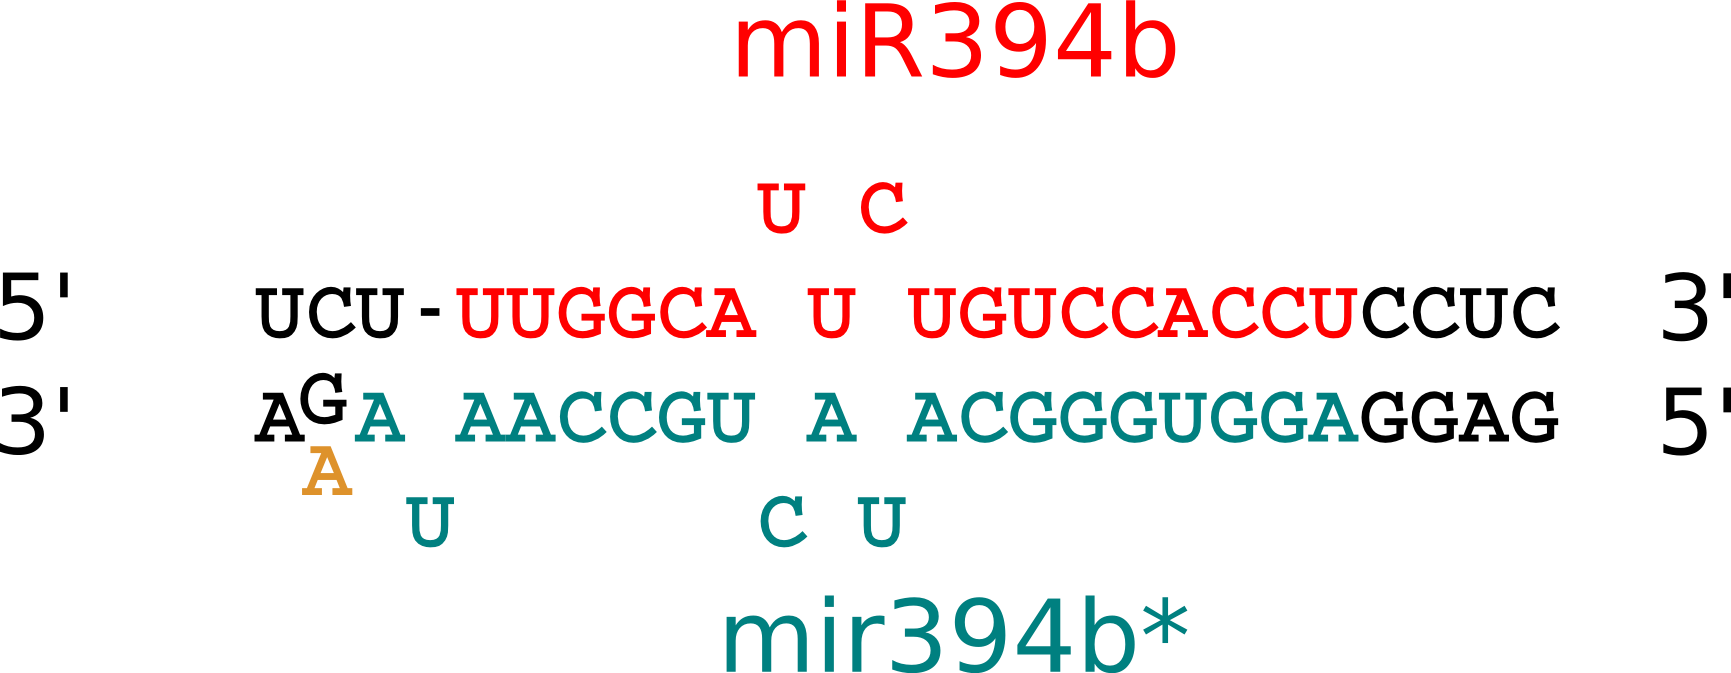 miR394b
U C
5' UCU-UUGGCA U UGUCCACCUCCUC 3'
3' AGA AACCGU A ACGGGUGGAGGAG 5'
A
U C U
mir394b*